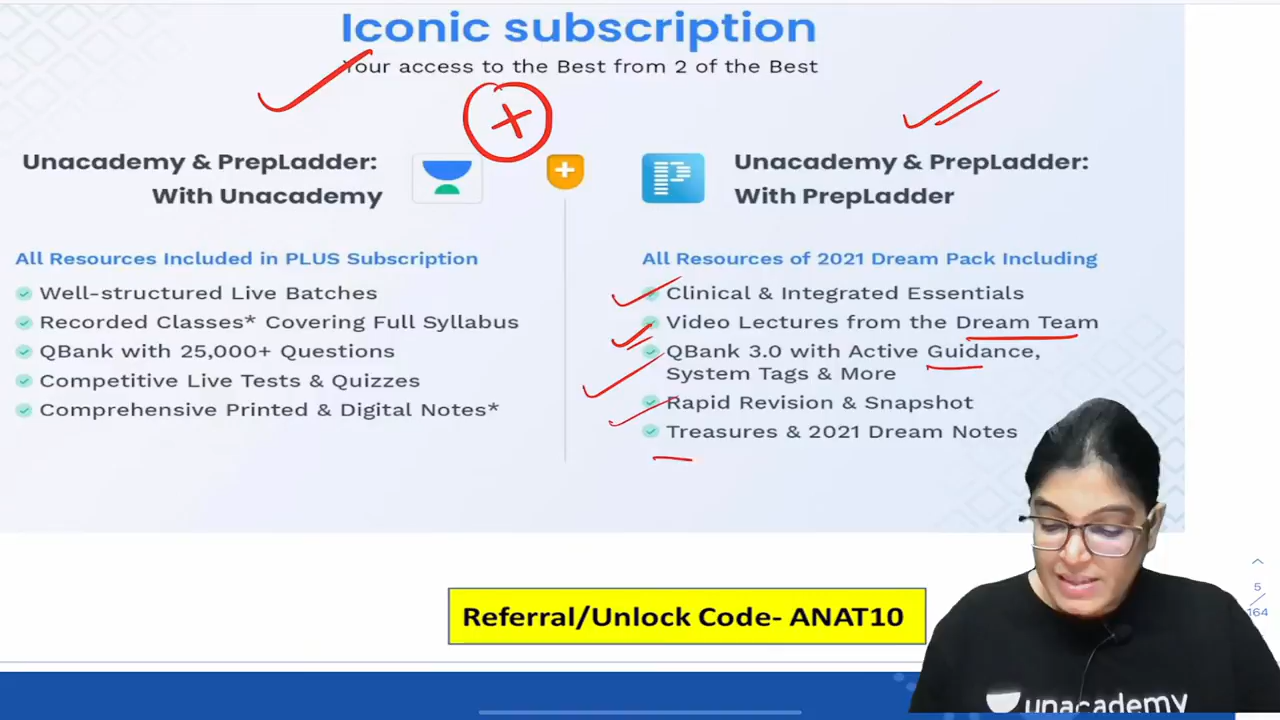 Iconic subscription
Your access to the Best from 2 of the Best
Unacademy & PrepLadder:
With Unacademy
All Resources Included in PLUS Subscription
Well-structured Live Batches
Recorded Classes* Covering Full Syllabus
QBank with 25,000+ Questions
Competitive Live Tests & Quizzes
Comprehensive Printed & Digital Notes*
Unacademy & PrepLadder:
With PrepLadder
All Resources of 2021 Dream Pack Including
Clinical & Integrated Essentials
Video Lectures from the Dream Team
QBank 3.0 with Active Guidance,
System Tags & More
Rapid Revision & Snapshot
Treasures & 2021 Dream Notes
Referral/Unlock Code- ANAT10
5
164
unacademy